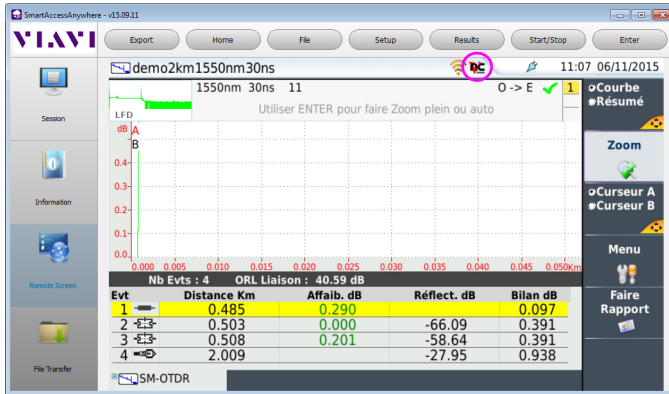 SmartAccessAnywhere - v15.09.11
VIAVI
Export
Home
File
Setup
Results
Start/Stop
Enter
demo2km1550nm30ns
DC
11:07 06/11/2015
Session
Information
Remote Screen
File Transfer
LFD
1550nm 30ns 11
O -> E
1
Utiliser ENTER pour faire Zoom plein ou auto
dB
A
B
0.4
0.3
0.2
0.1
0.0
0.000 0.005 0.010 0.015 0.020 0.025 0.030 0.035 0.040 0.045 0.050Km
Nb Evts : 4 ORL Liaison : 40.59 dB
Evt Distance Km Affaib. dB Réflect. dB Bilan dB
1 0.485 0.290 0.097
2 0.503 0.000 -66.09 0.391
3 0.508 0.201 -58.64 0.391
4 2.009 -27.95 0.938
SM-OTDR
Courbe
Résumé
Zoom
Curseur A
Curseur B
Menu
Faire
Rapport